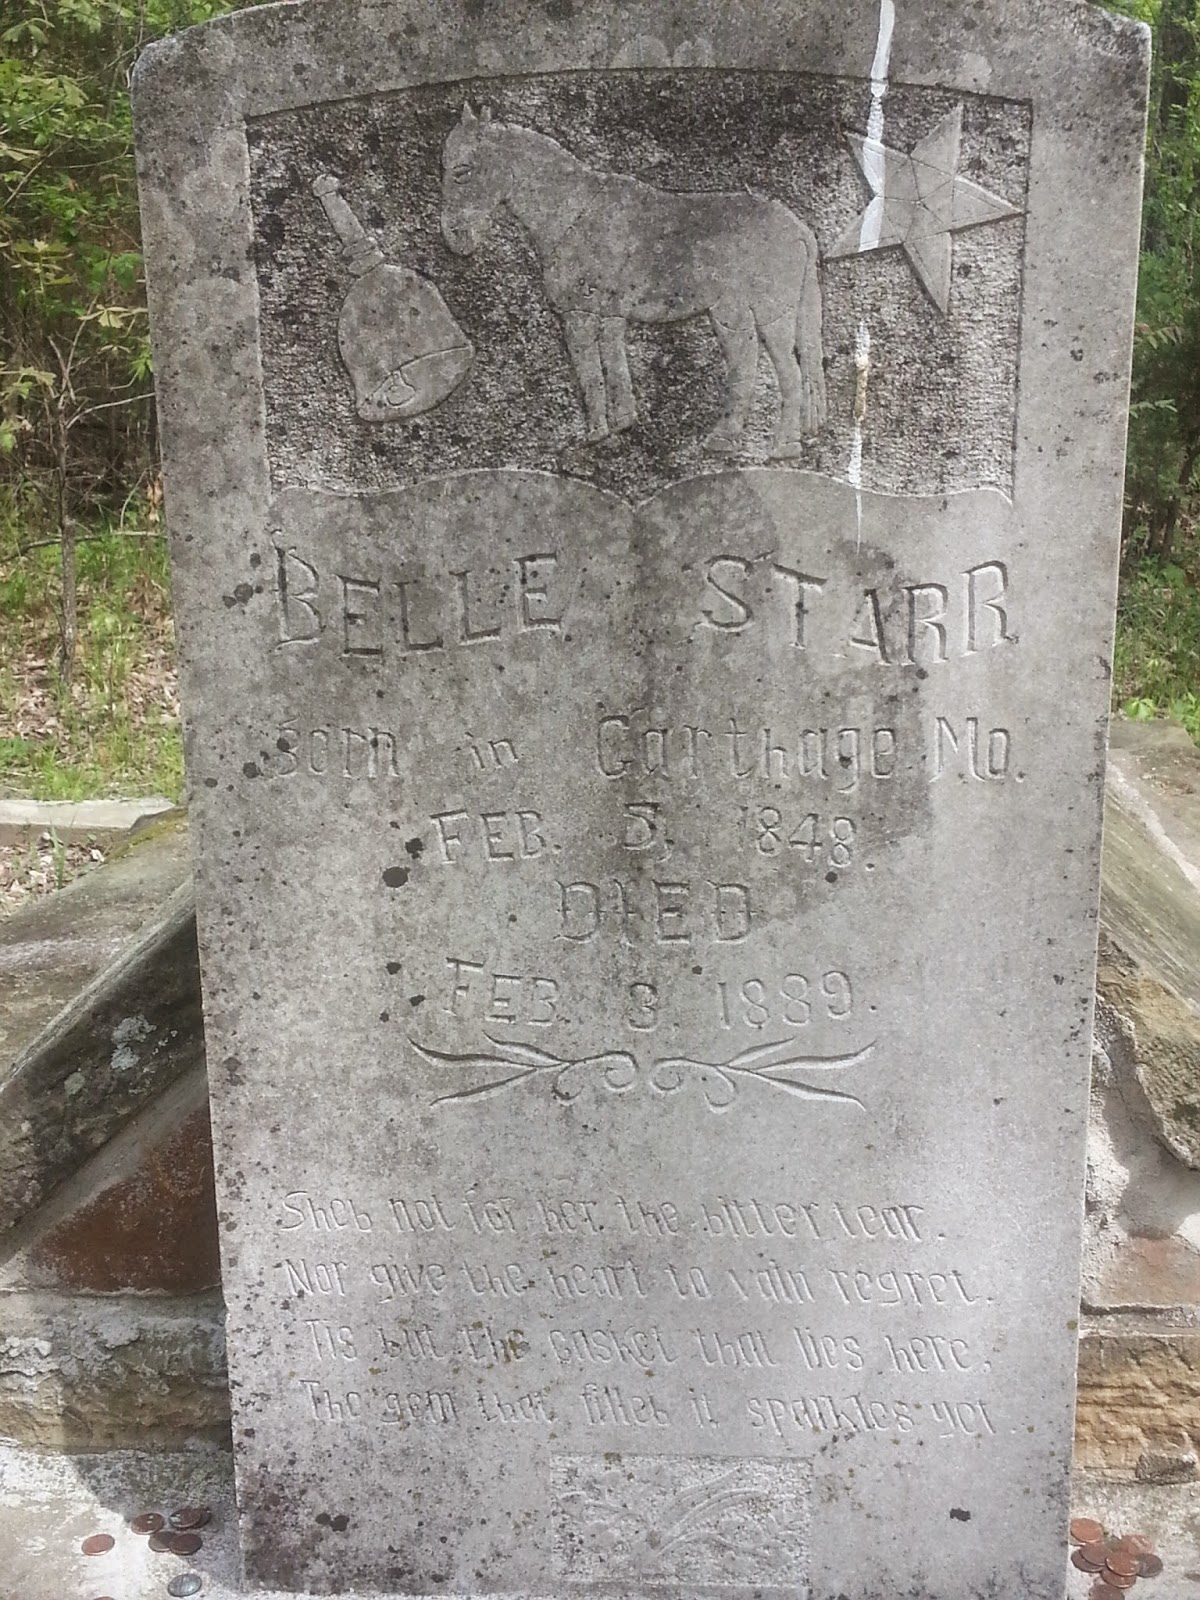 BELLE STARR
Born in Carthage Mo.
FEB. 5, 1848.
DIED
FEB. 3, 1889.
Shed not for her the bitter tear.
Nor give the heart to vain regret.
Tis but the casket that lies here,
The gem that filled it sparkles yet.